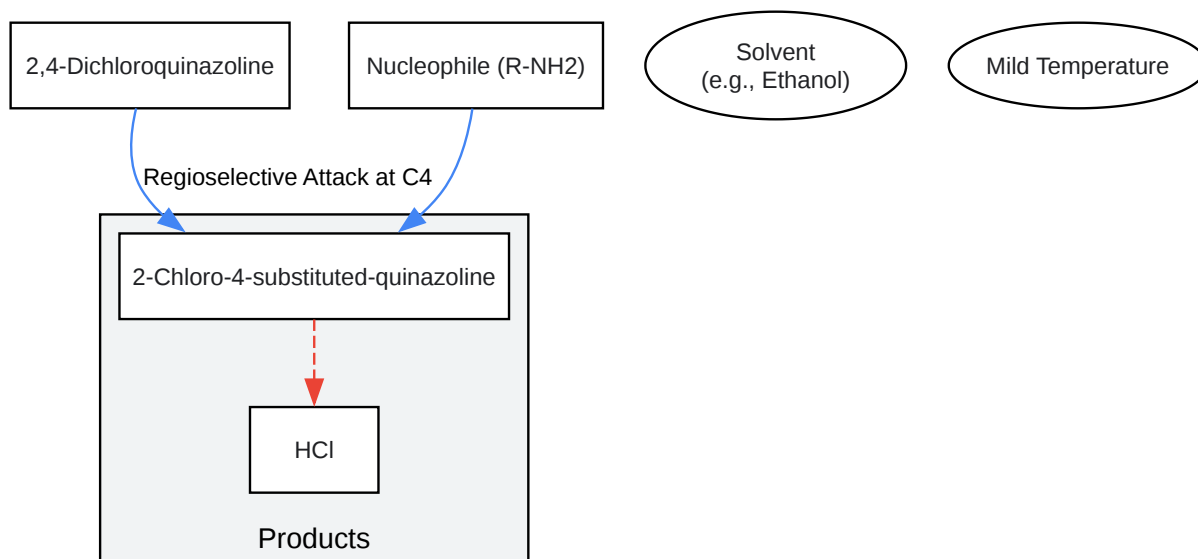 2,4-Dichloroquinazoline
Nucleophile (R-NH2)
Solvent
(e.g., Ethanol)
Mild Temperature
Regioselective Attack at C4
2-Chloro-4-substituted-quinazoline
HCl
Products